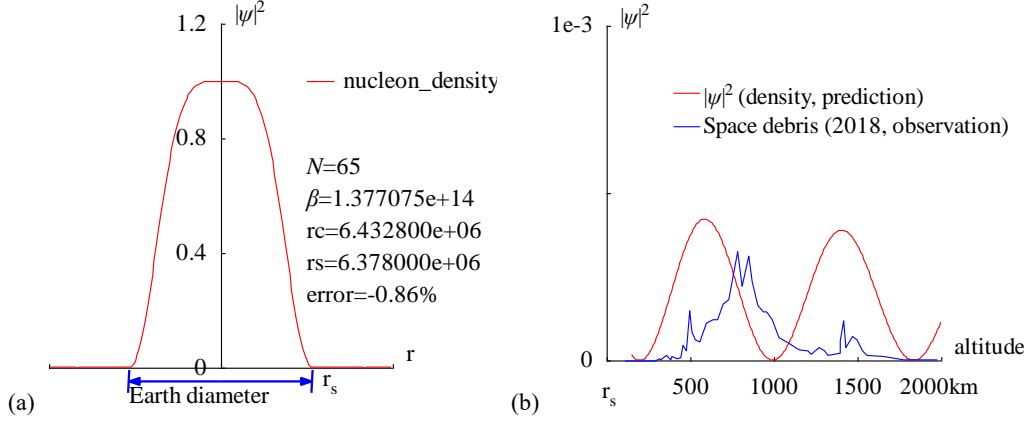 |ψ|²
1.2
nucleon_density
0.8
N=65
β=1.377075e+14
rc=6.432800e+06
0.4
rs=6.378000e+06
error=-0.86%
0
r
r_s
Earth diameter
(a)
1e-3
|ψ|²
|ψ|² (density, prediction)
Space debris (2018, observation)
0
altitude
r_s
500
1000
1500
2000km
(b)